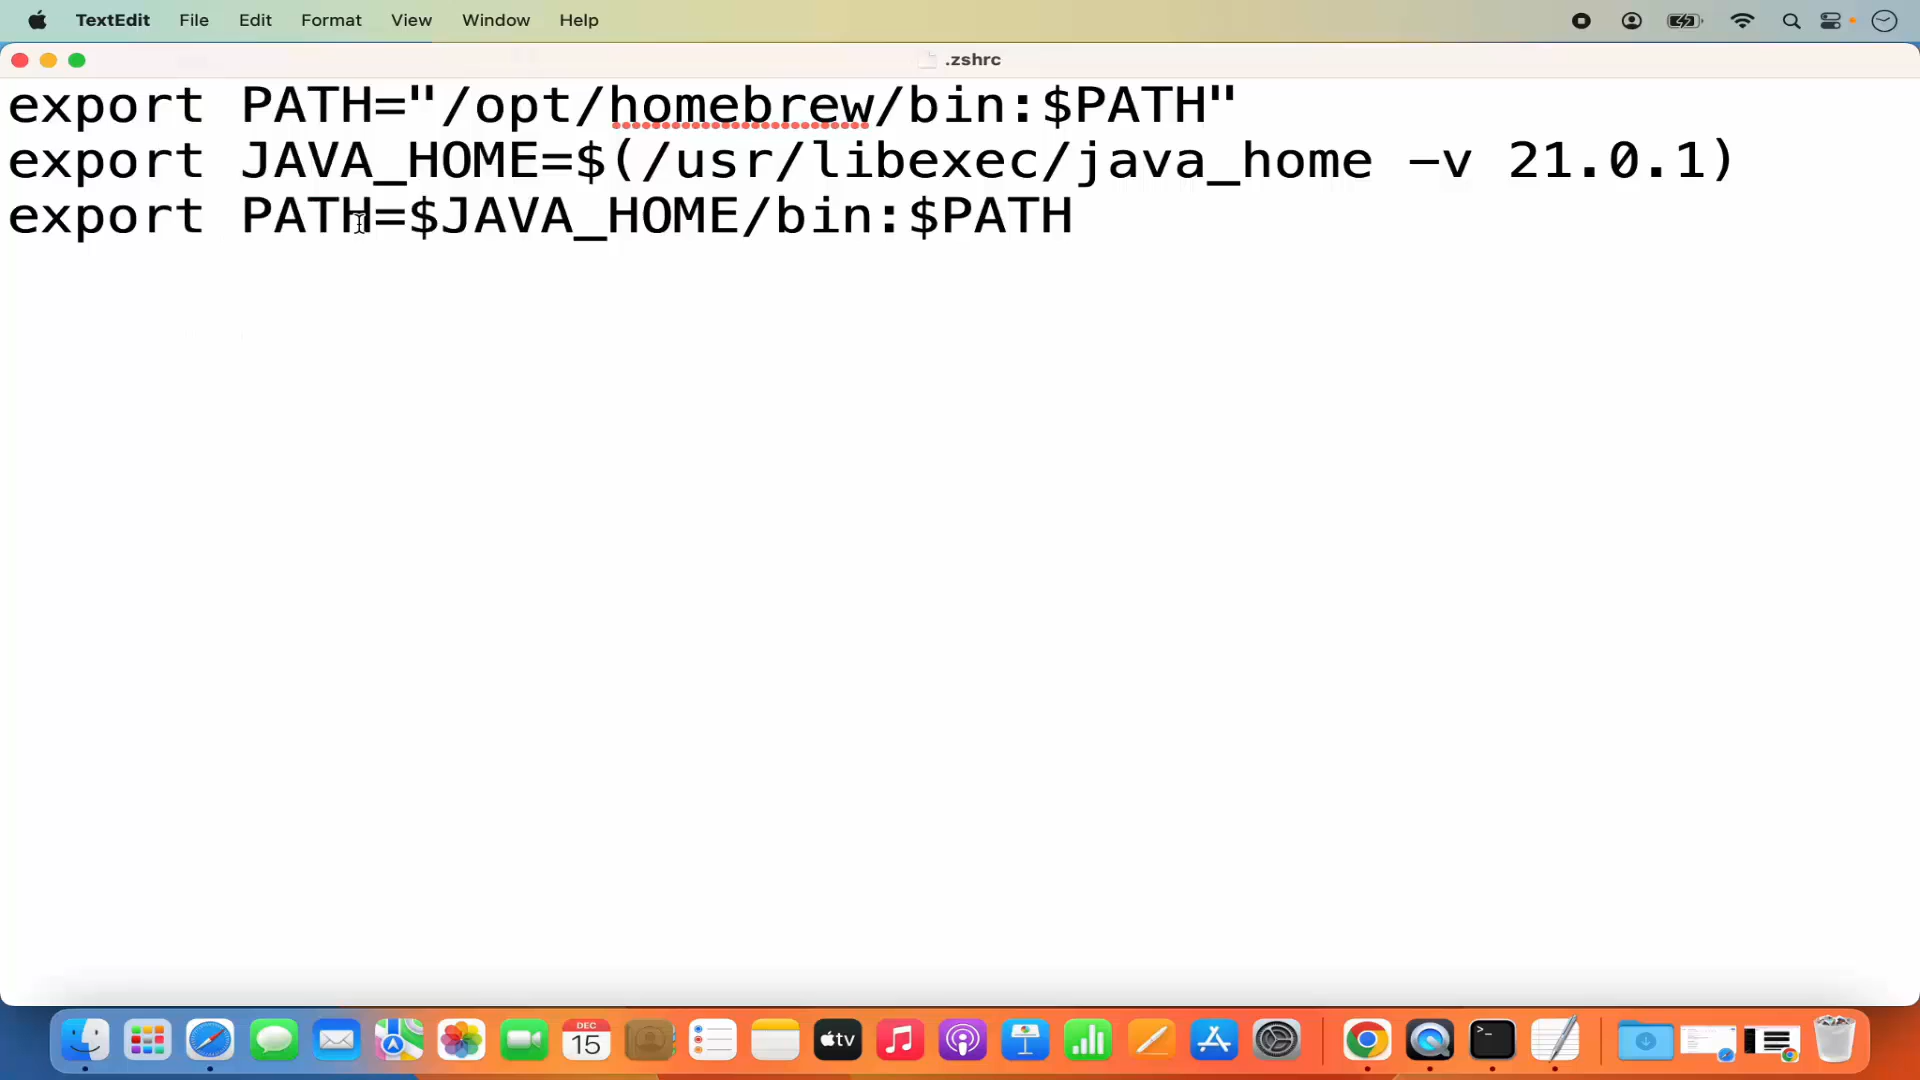 TextEdit File Edit Format View Window Help
.zshrc
export PATH="/opt/homebrew/bin:$PATH"
export JAVA_HOME=$(/usr/libexec/java_home -v 21.0.1)
export PATH=$JAVA_HOME/bin:$PATH
DEC
15
tv
>_